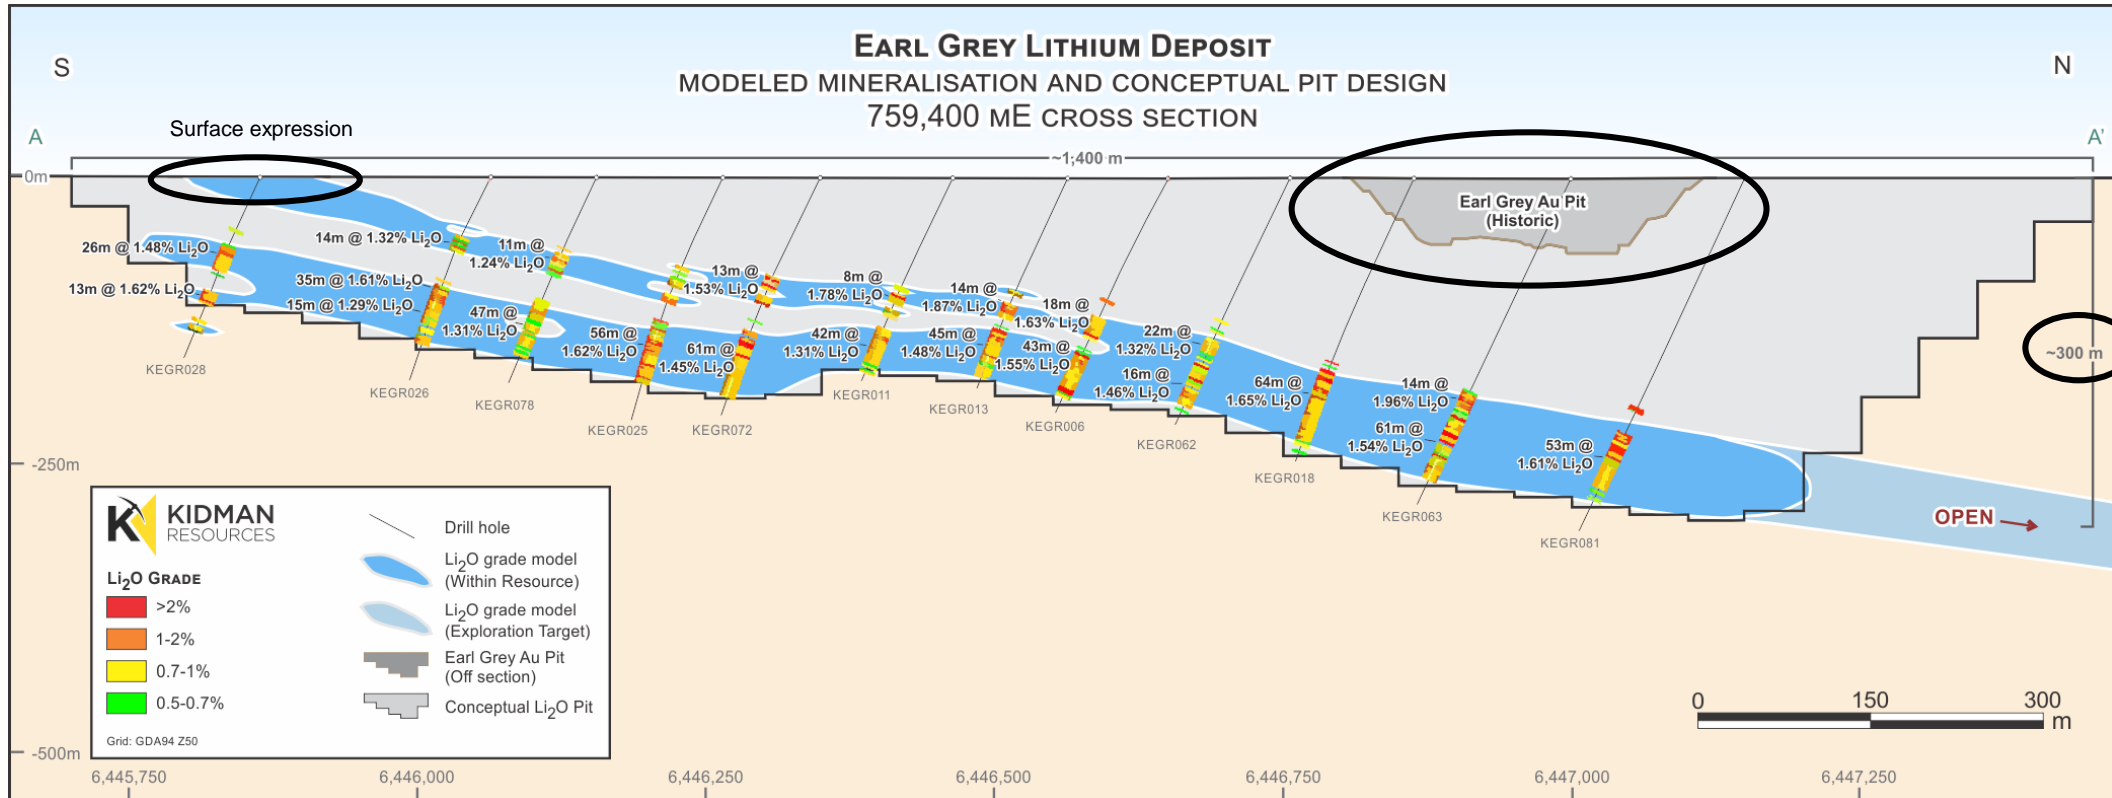 EARL GREY LITHIUM DEPOSIT
MODELED MINERALISATION AND CONCEPTUAL PIT DESIGN
759,400 mE CROSS SECTION
S
N
A
Surface expression
A'
~1,400 m
0m
Earl Grey Au Pit
(Historic)
26m @ 1.48% Li2O
13m @ 1.62% Li2O
KEGR028
14m @ 1.32% Li2O
35m @ 1.61% Li2O
15m @ 1.29% Li2O
KEGR026
11m @
1.24% Li2O
47m @
1.31% Li2O
KEGR078
56m @
1.62% Li2O
KEGR025
13m @
1.53% Li2O
61m @
1.45% Li2O
KEGR072
8m @
1.78% Li2O
42m @
1.31% Li2O
KEGR011
14m @
1.87% Li2O
45m @
1.48% Li2O
KEGR013
18m @
1.63% Li2O
43m @
1.55% Li2O
KEGR006
22m @
1.32% Li2O
16m @
1.46% Li2O
KEGR062
64m @
1.65% Li2O
KEGR018
14m @
1.96% Li2O
61m @
1.54% Li2O
KEGR063
53m @
1.61% Li2O
KEGR081
~300 m
OPEN
-250m
-500m
KIDMAN
RESOURCES
Li2O GRADE
>2%
1-2%
0.7-1%
0.5-0.7%
Grid: GDA94 Z50
Drill hole
Li2O grade model
(Within Resource)
Li2O grade model
(Exploration Target)
Earl Grey Au Pit
(Off section)
Conceptual Li2O Pit
0 150 300
m
6,445,750 6,446,000 6,446,250 6,446,500 6,446,750 6,447,000 6,447,250